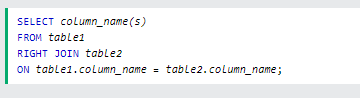 SELECT column_name(s)
FROM table1
RIGHT JOIN table2
ON table1.column_name = table2.column_name;